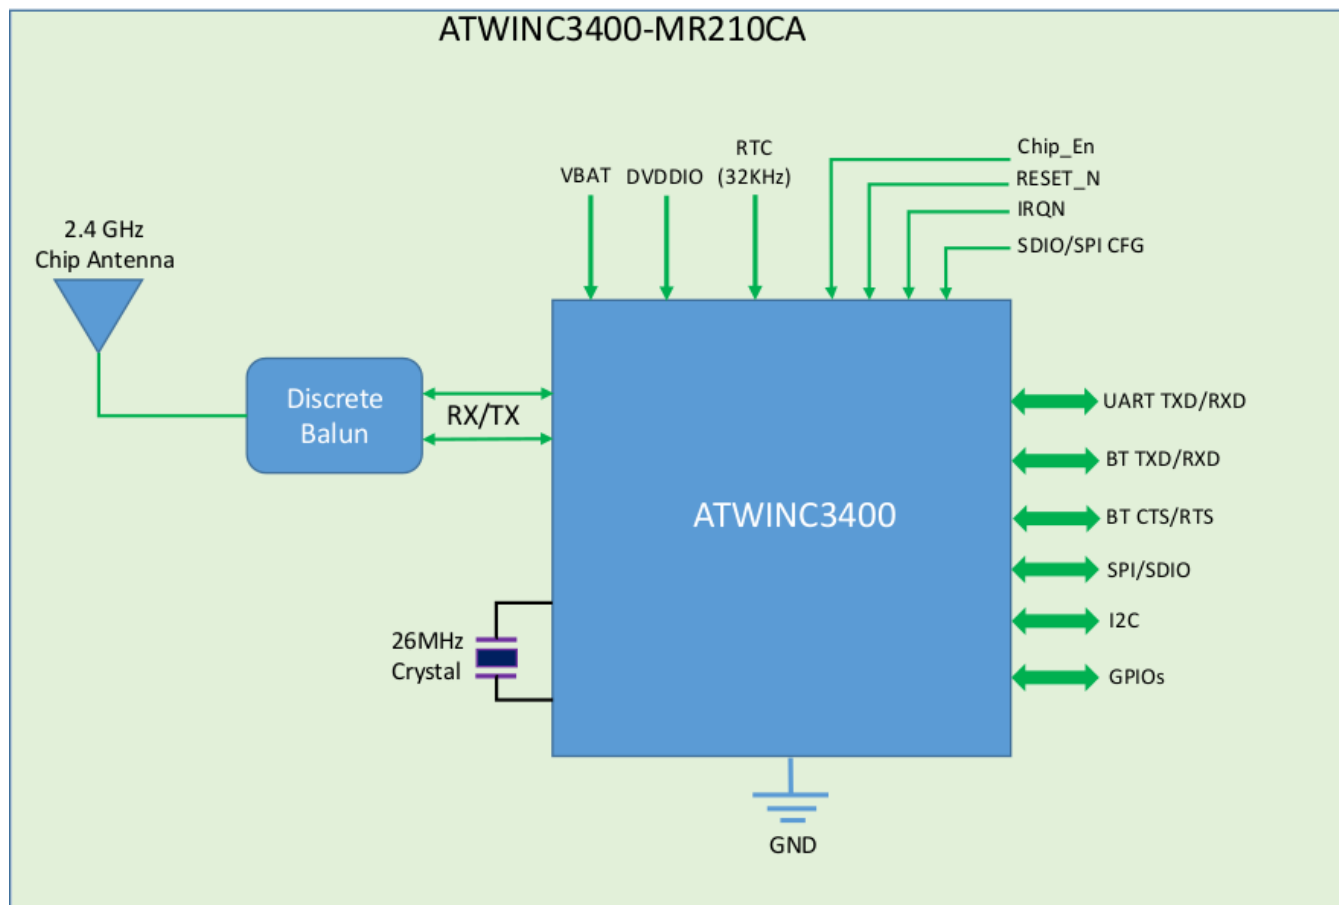 ATWINC3400-MR210CA
RTC
(32KHz)
VBAT
DVDDIO
Chip_En
RESET_N
IRQN
SDIO/SPI CFG
2.4 GHz
Chip Antenna
Discrete
Balun
RX/TX
ATWINC3400
UART TXD/RXD
BT TXD/RXD
BT CTS/RTS
SPI/SDIO
I2C
GPIOs
26MHz
Crystal
GND